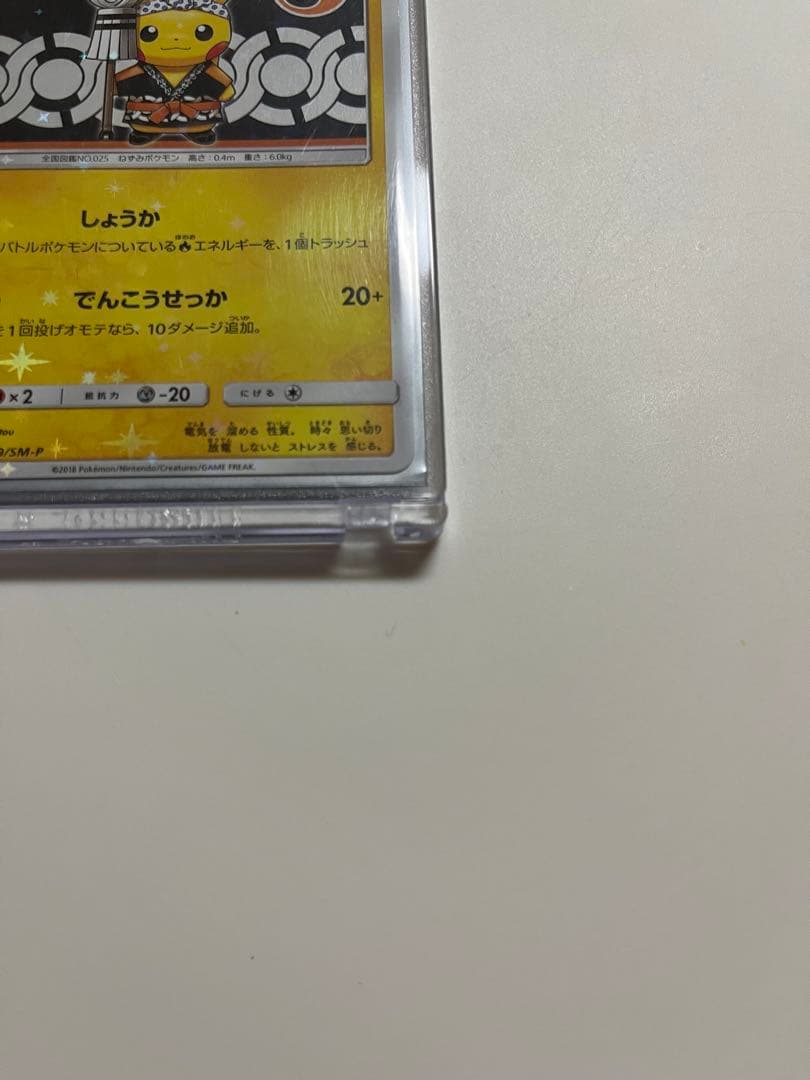 全国図鑑NO.025 ねずみポケモン 高さ:0.4m 重さ:6.0kg
しょうか
バトルポケモンについているエネルギーを、1個トラッシュ
でんこうせっか 20+
を1回投げオモテなら、10ダメージ追加。
×2 抵抗力 -20 にげる
電気を 溜める 性質。 時々 思い切り
放電 しないと ストレスを 感じる。
/SM-P
©2018 Pokémon/Nintendo/Creatures/GAME FREAK.